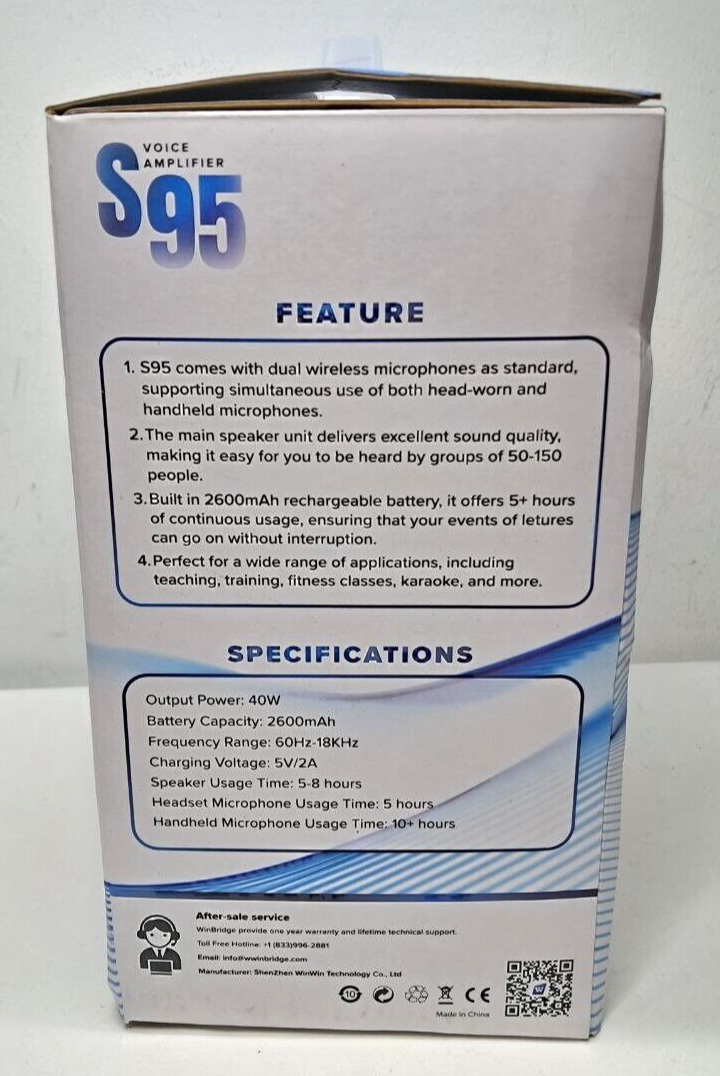 VOICE
AMPLIFIER
S95
FEATURE
1. S95 comes with dual wireless microphones as standard,
supporting simultaneous use of both head-worn and
handheld microphones.
2.The main speaker unit delivers excellent sound quality,
making it easy for you to be heard by groups of 50-150
people.
3.Built in 2600mAh rechargeable battery, it offers 5+ hours
of continuous usage, ensuring that your events of letures
can go on without interruption.
4.Perfect for a wide range of applications, including
teaching, training, fitness classes, karaoke, and more.
SPECIFICATIONS
Output Power: 40W
Battery Capacity: 2600mAh
Frequency Range: 60Hz-18KHz
Charging Voltage: 5V/2A
Speaker Usage Time: 5-8 hours
Headset Microphone Usage Time: 5 hours
Handheld Microphone Usage Time: 10+ hours
After-sale service
WinBridge provide one year warranty and lifetime technical support.
Toll Free Hotline: +1 (833)996-2881
Email: info@wwinbridge.com
Manufacturer: ShenZhen WinWin Technology Co., Ltd
10 CE
Made in China